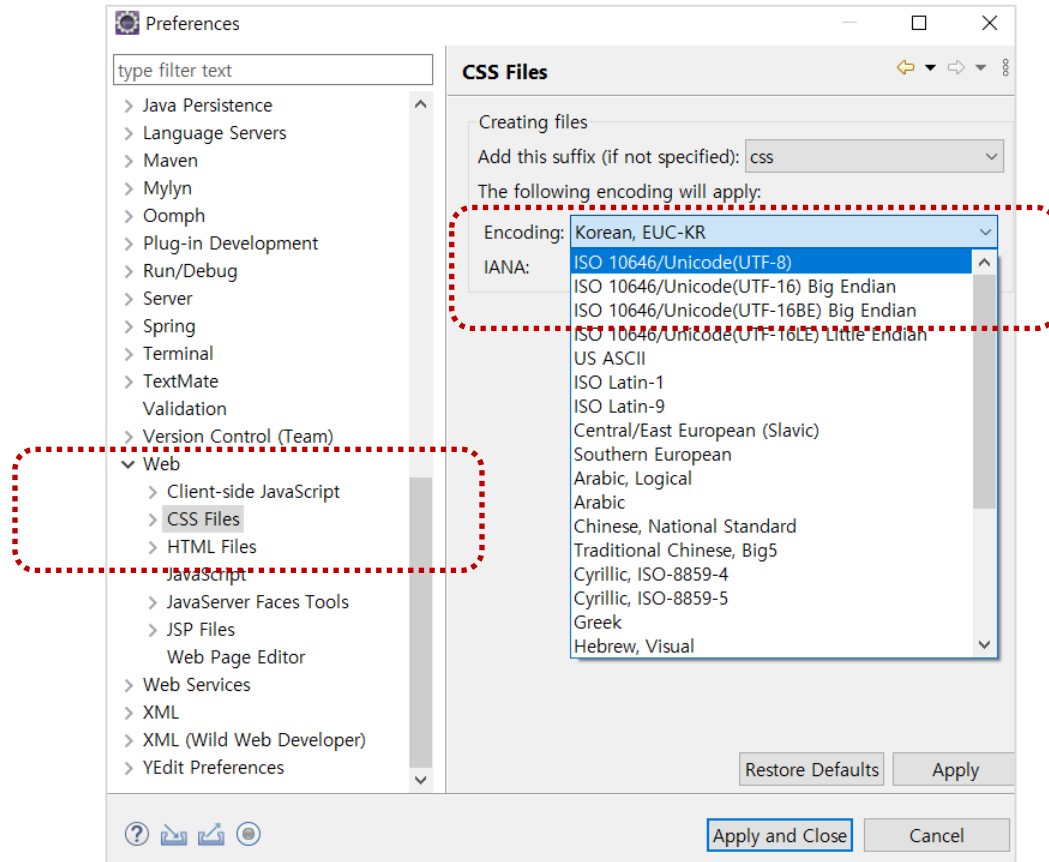 Preferences
type filter text
Java Persistence
Language Servers
Maven
Mylyn
Oomph
Plug-in Development
Run/Debug
Server
Spring
Terminal
TextMate
Validation
Version Control (Team)
Web
Client-side JavaScript
CSS Files
HTML Files
JavaScript
JavaServer Faces Tools
JSP Files
Web Page Editor
Web Services
XML
XML (Wild Web Developer)
YEdit Preferences
CSS Files
Creating files
Add this suffix (if not specified): css
The following encoding will apply:
Encoding: Korean, EUC-KR
IANA:
ISO 10646/Unicode(UTF-8)
ISO 10646/Unicode(UTF-16) Big Endian
ISO 10646/Unicode(UTF-16BE) Big Endian
ISO 10646/Unicode(UTF-16LE) Little Endian
US ASCII
ISO Latin-1
ISO Latin-9
Central/East European (Slavic)
Southern European
Arabic, Logical
Arabic
Chinese, National Standard
Traditional Chinese, Big5
Cyrillic, ISO-8859-4
Cyrillic, ISO-8859-5
Greek
Hebrew, Visual
Restore Defaults
Apply
Apply and Close
Cancel